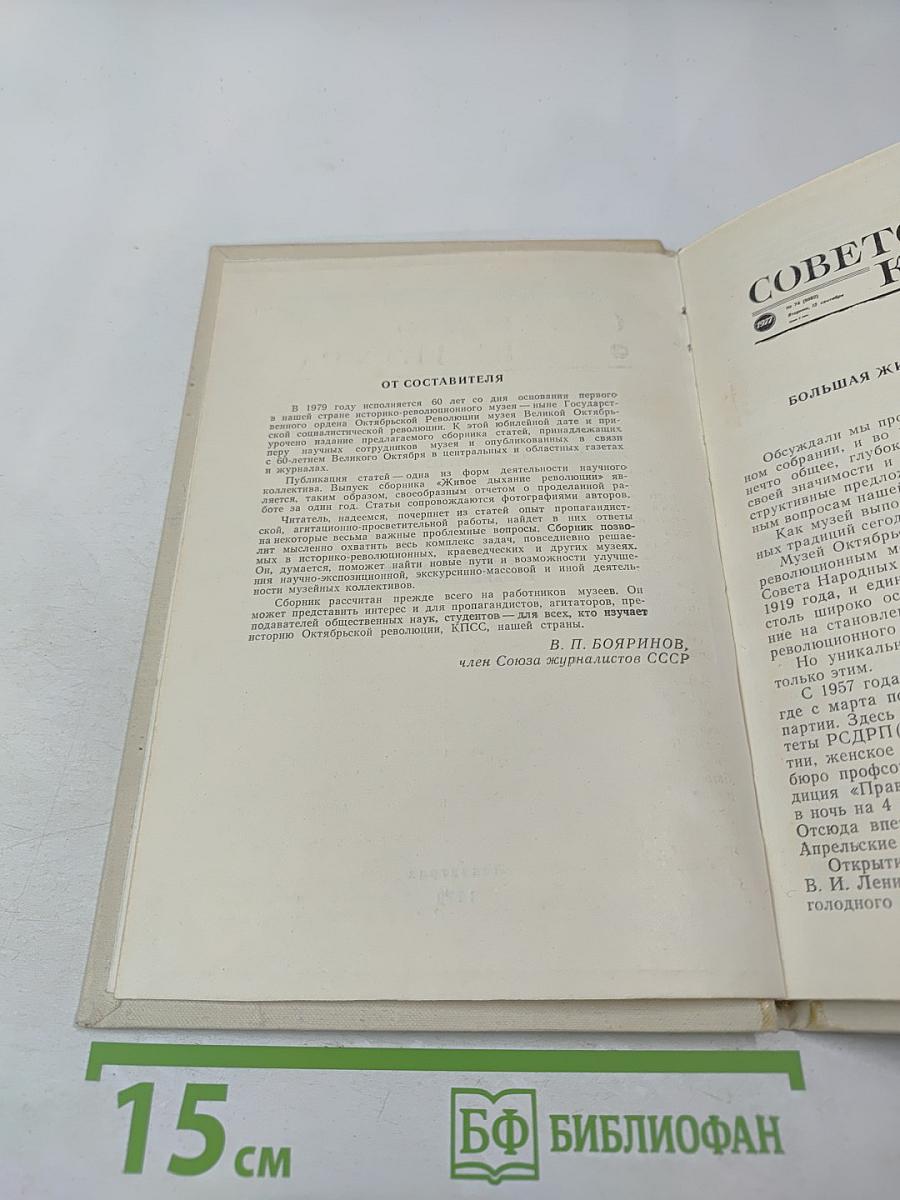 ОТ СОСТАВИТЕЛЯ
В 1979 году исполняется 60 лет со дня основания первого
в нашей стране историко-революционного музея — ныне Государст-
венного ордена Октябрьской Революции музея Великой Октябрь-
ской социалистической революции. К этой юбилейной дате и при-
урочено издание предлагаемого сборника статей, принадлежащих
перу научных сотрудников музея и опубликованных в связи
с 60-летием Великого Октября в центральных и областных газетах
и журналах.
Публикация статей — одна из форм деятельности научного
коллектива. Выпуск сборника «Живое дыхание революции» яв-
ляется, таким образом, своеобразным отчетом о проделанной ра-
боте за один год. Статьи сопровождаются фотографиями авторов.
Читатель, надеемся, почерпнет из статей опыт пропагандист-
ской, агитационно-просветительной работы, найдет в них ответы
на некоторые весьма важные проблемные вопросы. Сборник позво-
лит мысленно охватить весь комплекс задач, повседневно решае-
мых в историко-революционных, краеведческих и других музеях.
Он, думается, поможет найти новые пути и возможности улучше-
ния научно-экспозиционной, экскурсионно-массовой и иной деятель-
ности музейных коллективов.
Сборник рассчитан прежде всего на работников музеев. Он
может представить интерес и для пропагандистов, агитаторов, пре-
подавателей общественных наук, студентов — для всех, кто изучает
историю Октябрьской революции, КПСС, нашей страны.
В. П. БОЯРИНОВ,
член Союза журналистов СССР
СОВЕТС
К
1977
№ 74
Вторник, 13 сентября
БОЛЬШАЯ ЖИ
Обсуждали мы про
ном собрании, и во
нечто общее, глубок
своей значимости и
структивные предлож
ным вопросам нашей
Как музей выпо
ных традиций сегод
Музей Октябрь
революционным м
Совета Народных
1919 года, и един
столь широко ос
ние на становлен
революционного
Но уникальн
только этим.
С 1957 года
где с марта по
партии. Здесь
теты РСДРП(
тии, женское
бюро профсо
диция «Прав
в ночь на 4
Отсюда впе
Апрельские
Открыти
В. И. Лени
голодного
15 см
БФ БИБЛИОФАН